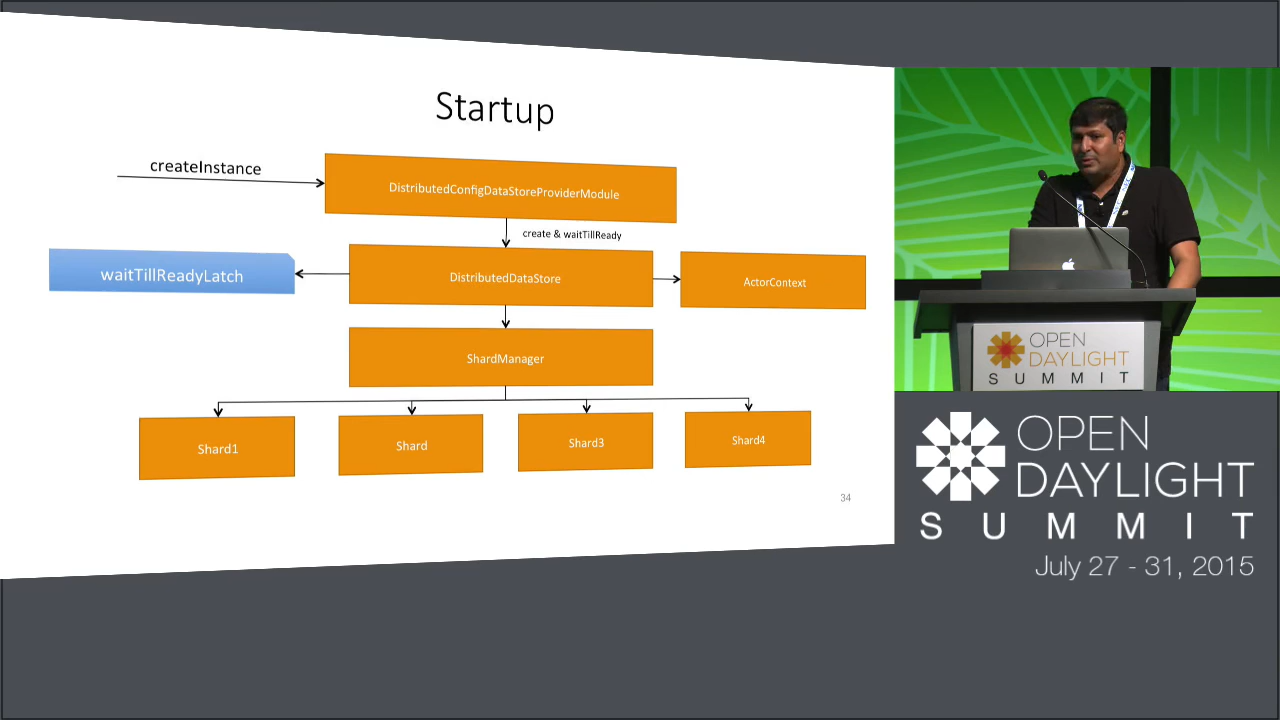 Startup
createInstance
DistributedConfigDataStoreProviderModule
create & waitTillReady
waitTillReadyLatch
DistributedDataStore
ActorContext
ShardManager
Shard1
Shard
Shard3
Shard4
34
OPEN
DAYLIGHT
SUMMIT
OPEN
DAYLIGHT
SUMMIT
July 27 - 31, 2015